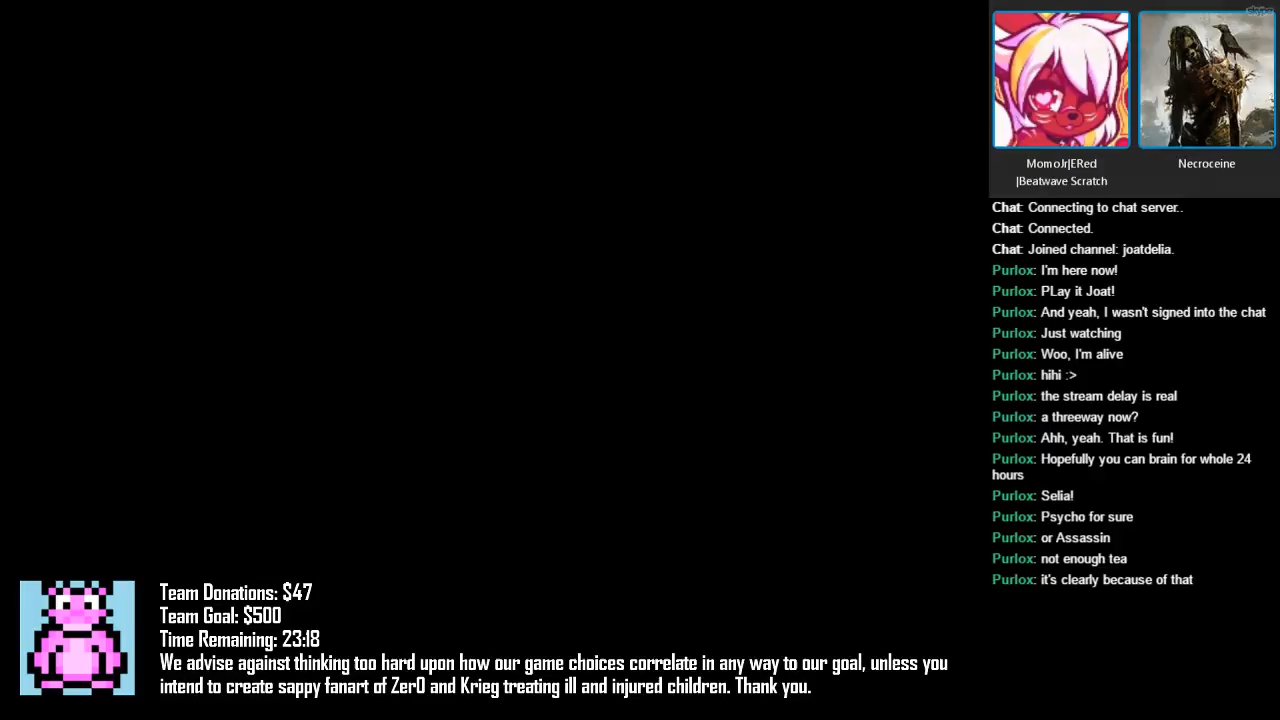 skype
MomoJr|ERed
|Beatwave Scratch
Necroceine
Chat: Connecting to chat server..
Chat: Connected.
Chat: Joined channel: joatdelia.
Purlox: I'm here now!
Purlox: PLay it Joat!
Purlox: And yeah, I wasn't signed into the chat
Purlox: Just watching
Purlox: Woo, I'm alive
Purlox: hihi :>
Purlox: the stream delay is real
Purlox: a threeway now?
Purlox: Ahh, yeah. That is fun!
Purlox: Hopefully you can brain for whole 24
hours
Purlox: Selia!
Purlox: Psycho for sure
Purlox: or Assassin
Purlox: not enough tea
Purlox: it's clearly because of that
Team Donations: $47
Team Goal: $500
Time Remaining: 23:18
We advise against thinking too hard upon how our game choices correlate in any way to our goal, unless you
intend to create sappy fanart of Zer0 and Krieg treating ill and injured children. Thank you.